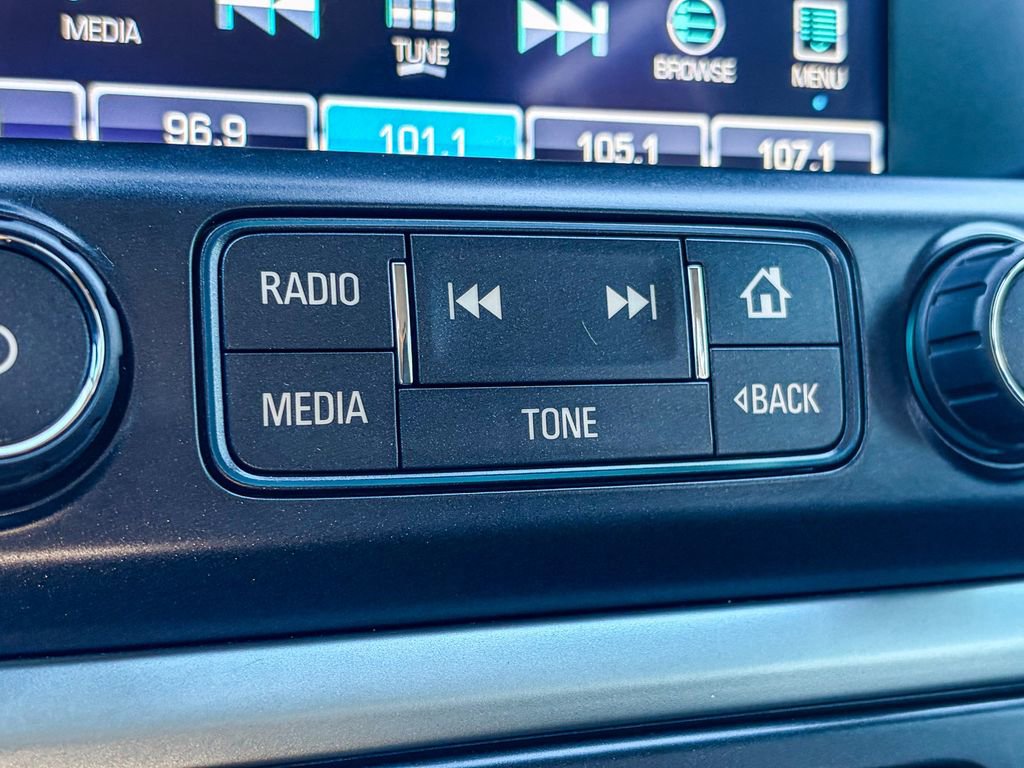 MEDIA
TUNE
BROWSE
MENU
96.9
101.1
105.1
107.1
RADIO
MEDIA
TONE
BACK